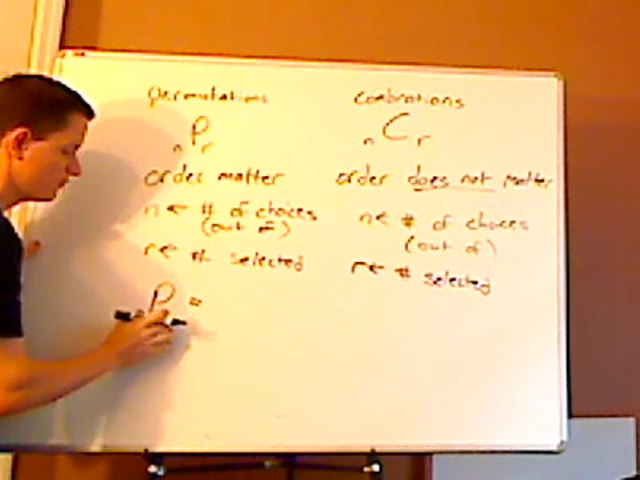 permutations
nPr
order matter
n ← # of choices
(out of)
r ← # selected
P =
combnations
nCr
order does not matter
n ← # of choices
(out of)
r ← # selected